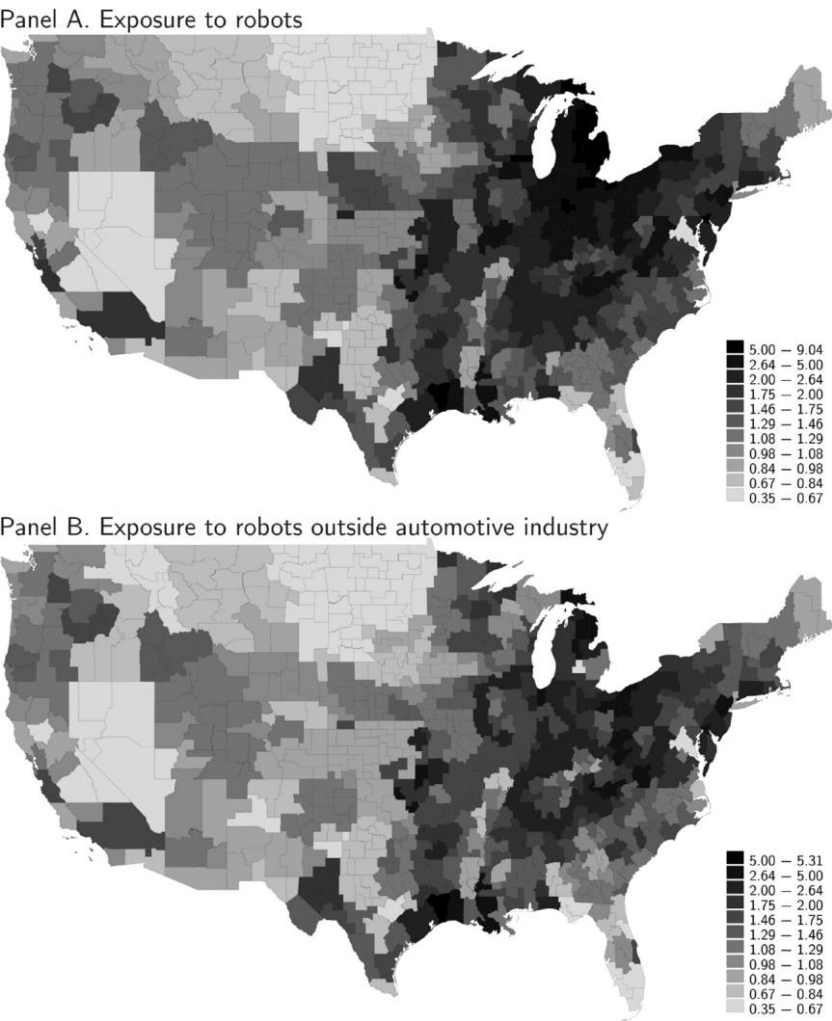 Panel A. Exposure to robots
5.00 – 9.04
2.64 – 5.00
2.00 – 2.64
1.75 – 2.00
1.46 – 1.75
1.29 – 1.46
1.08 – 1.29
0.98 – 1.08
0.84 – 0.98
0.67 – 0.84
0.35 – 0.67
Panel B. Exposure to robots outside automotive industry
5.00 – 5.31
2.64 – 5.00
2.00 – 2.64
1.75 – 2.00
1.46 – 1.75
1.29 – 1.46
1.08 – 1.29
0.98 – 1.08
0.84 – 0.98
0.67 – 0.84
0.35 – 0.67